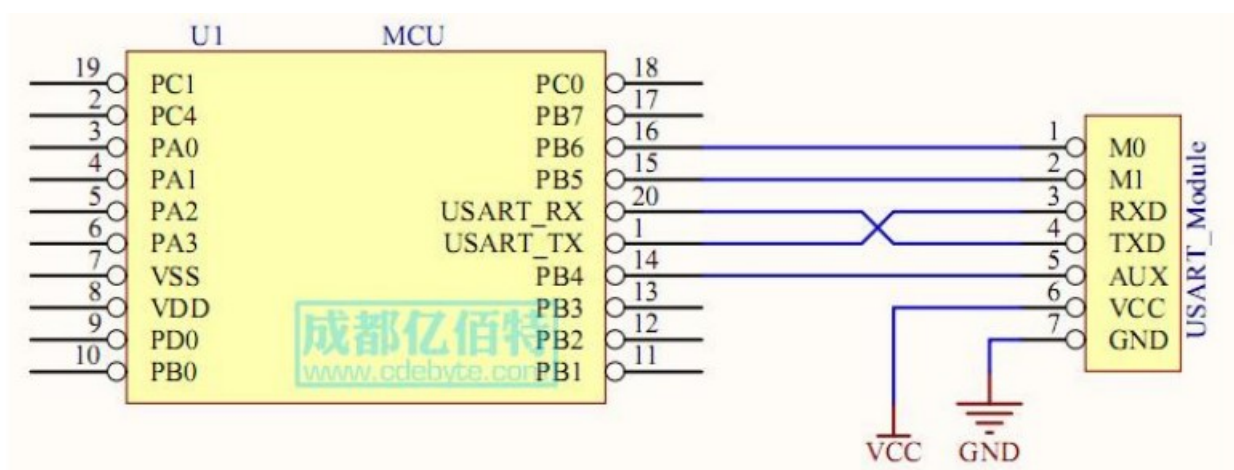 U1 MCU
19 PC1 PC0 18
2 PC4 PB7 17
3 PA0 PB6 16 1 M0
4 PA1 PB5 15 2 M1
5 PA2 USART_RX 20 3 RXD
6 PA3 USART_TX 1 4 TXD
7 VSS PB4 14 5 AUX
8 VDD PB3 13 6 VCC
9 PD0 PB2 12 7 GND
10 PB0 PB1 11
USART_Module
成都亿佰特
www.cdebyte.com
VCC GND